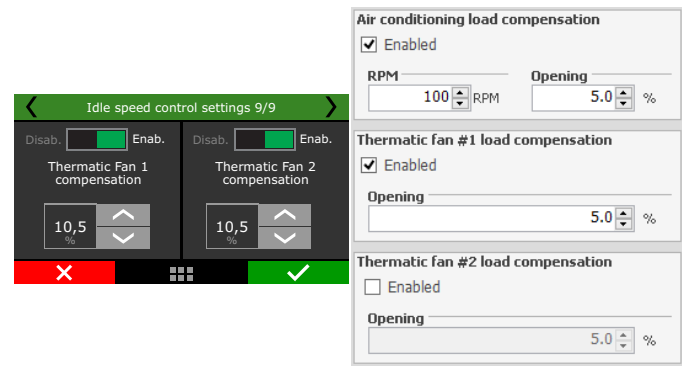 Idle speed control settings 9/9
Disab. Enab.
Thermatic Fan 1
compensation
10,5
%
Disab. Enab.
Thermatic Fan 2
compensation
10,5
%
Air conditioning load compensation
Enabled
RPM
100 RPM
Opening
5.0 %
Thermatic fan #1 load compensation
Enabled
Opening
5.0 %
Thermatic fan #2 load compensation
Enabled
Opening
5.0 %